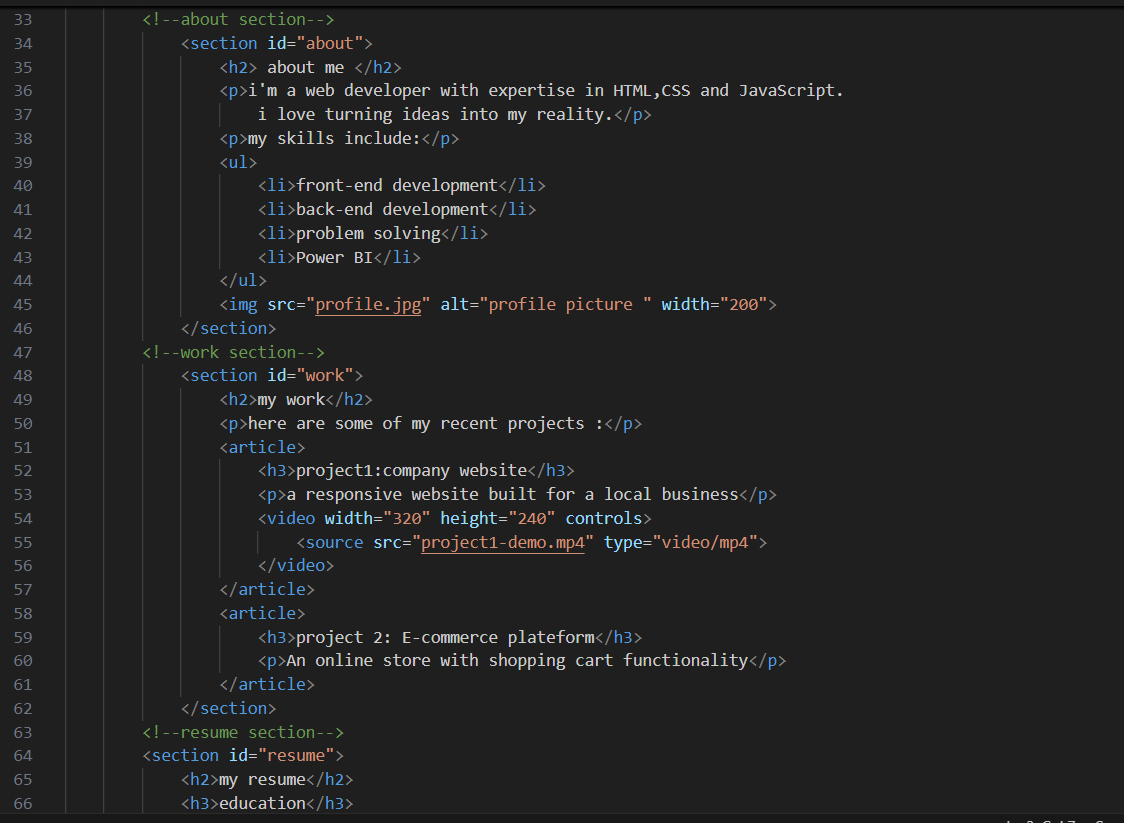 33 <!--about section-->
34 <section id="about">
35 <h2> about me </h2>
36 <p>i'm a web developer with expertise in HTML,CSS and JavaScript.
37 i love turning ideas into my reality.</p>
38 <p>my skills include:</p>
39 <ul>
40 <li>front-end development</li>
41 <li>back-end development</li>
42 <li>problem solving</li>
43 <li>Power BI</li>
44 </ul>
45 <img src="profile.jpg" alt="profile picture " width="200">
46 </section>
47 <!--work section-->
48 <section id="work">
49 <h2>my work</h2>
50 <p>here are some of my recent projects :</p>
51 <article>
52 <h3>project1:company website</h3>
53 <p>a responsive website built for a local business</p>
54 <video width="320" height="240" controls>
55 <source src="project1-demo.mp4" type="video/mp4">
56 </video>
57 </article>
58 <article>
59 <h3>project 2: E-commerce plateform</h3>
60 <p>An online store with shopping cart functionality</p>
61 </article>
62 </section>
63 <!--resume section-->
64 <section id="resume">
65 <h2>my resume</h2>
66 <h3>education</h3>